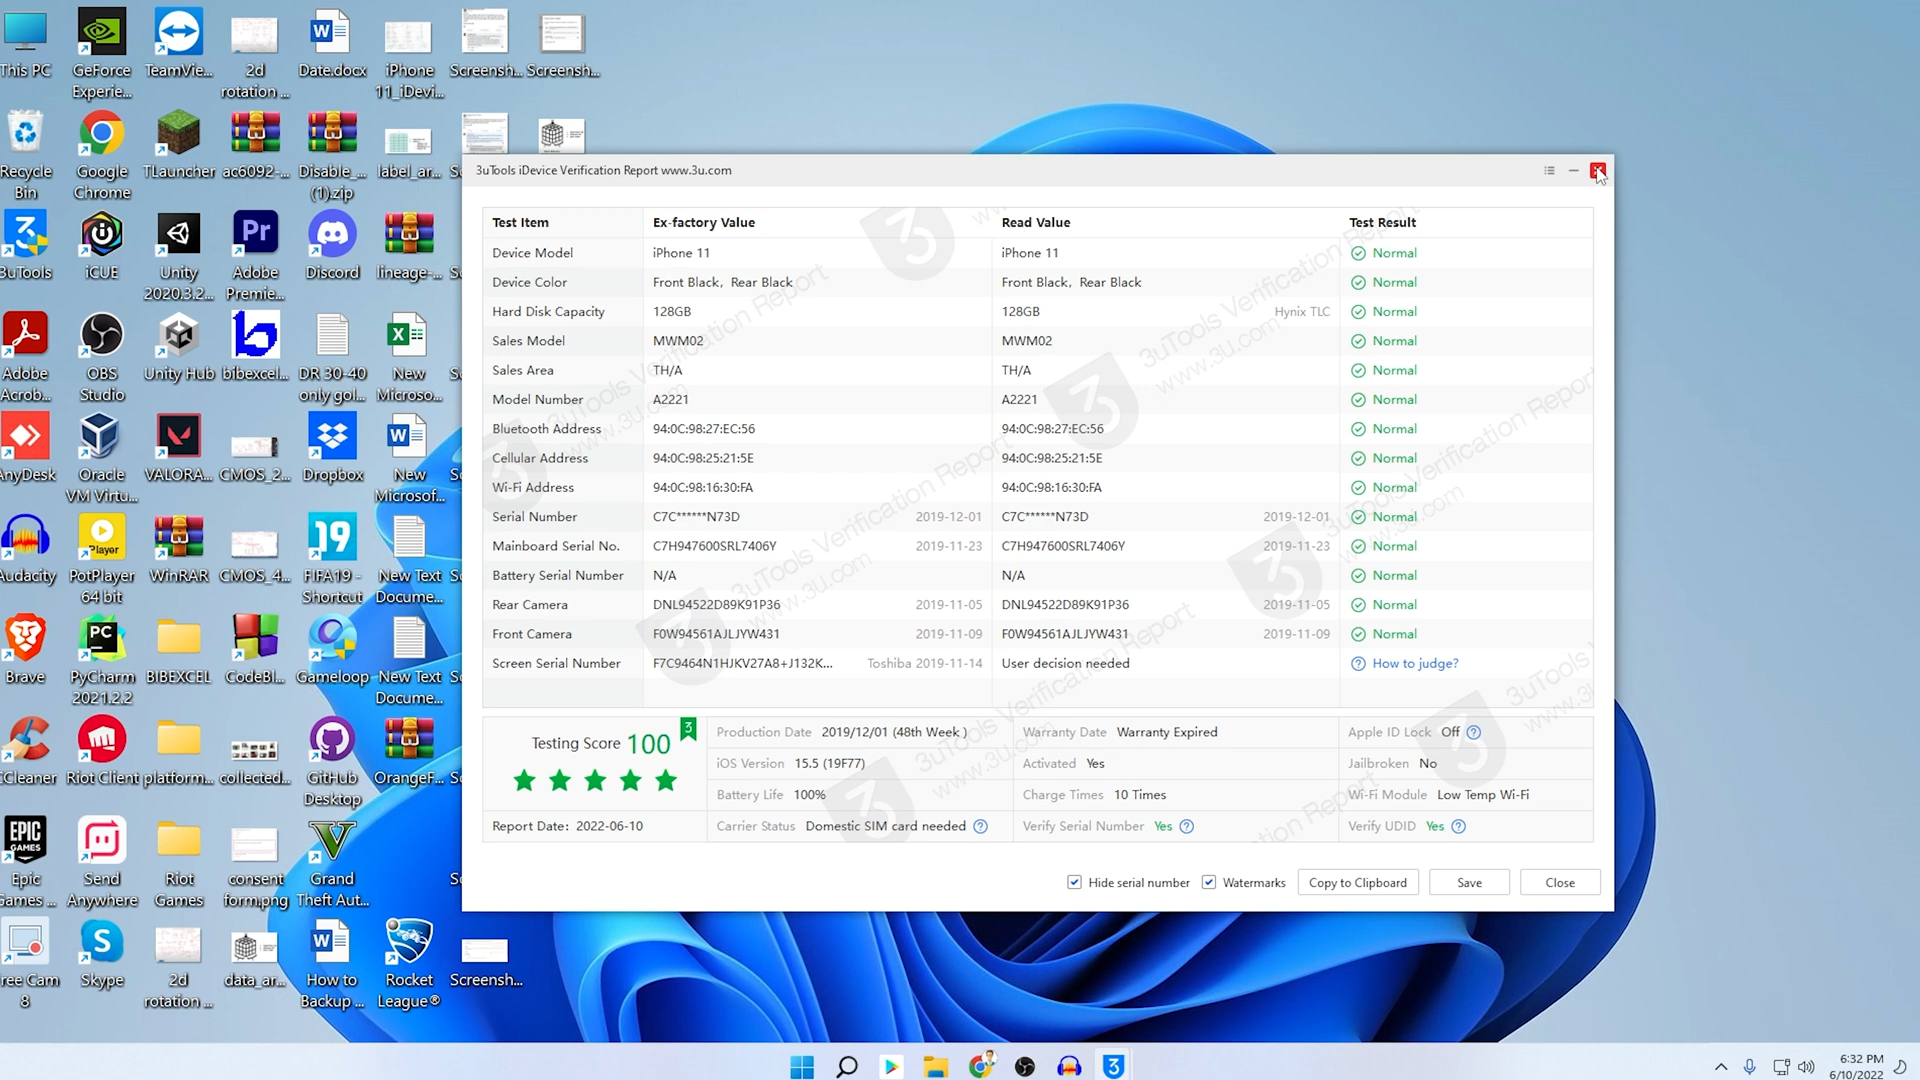 This PC
GeForce Experie...
TeamVie...
2d rotation ...
Date.docx
iPhone 11_iDevi...
Screensh...
Screensh...
Recycle Bin
Google Chrome
TLauncher
ac6092-...
Disable_... (1).zip
label_ar...
3uTools
iCUE
Unity 2020.3.2...
Adobe Premie...
Discord
lineage-...
Adobe Acrob...
OBS Studio
Unity Hub
bibexcel...
DR 30-40 only gol...
New Microso...
AnyDesk
Oracle VM Virtu...
VALORA...
CMOS_2...
Dropbox
New Microsof...
Audacity
PotPlayer 64 bit
WinRAR
CMOS_4...
FIFA19 - Shortcut
New Text Docume...
Brave
PyCharm 2021.2.2
BIBEXCEL
CodeBl...
Gameloop
New Text Docume...
CCleaner
Riot Client
platform...
collected...
GitHub Desktop
OrangeF...
Epic Games ...
Send Anywhere
Riot Games
consent form.png
Grand Theft Aut...
ree Cam 8
Skype
2d rotation ...
data_ar...
How to Backup ...
Rocket League®
Screensh...
3uTools iDevice Verification Report www.3u.com
Test Item Ex-factory Value Read Value Test Result
Device Model iPhone 11 iPhone 11 Normal
Device Color Front Black, Rear Black Front Black, Rear Black Normal
Hard Disk Capacity 128GB 128GB Hynix TLC Normal
Sales Model MWM02 MWM02 Normal
Sales Area TH/A TH/A Normal
Model Number A2221 A2221 Normal
Bluetooth Address 94:0C:98:27:EC:56 94:0C:98:27:EC:56 Normal
Cellular Address 94:0C:98:25:21:5E 94:0C:98:25:21:5E Normal
Wi-Fi Address 94:0C:98:16:30:FA 94:0C:98:16:30:FA Normal
Serial Number C7C******N73D 2019-12-01 C7C******N73D 2019-12-01 Normal
Mainboard Serial No. C7H947600SRL7406Y 2019-11-23 C7H947600SRL7406Y 2019-11-23 Normal
Battery Serial Number N/A N/A Normal
Rear Camera DNL94522D89K91P36 2019-11-05 DNL94522D89K91P36 2019-11-05 Normal
Front Camera F0W94561AJLJYW431 2019-11-09 F0W94561AJLJYW431 2019-11-09 Normal
Screen Serial Number F7C9464N1HJKV27A8+J132K... Toshiba 2019-11-14 User decision needed How to judge?
Testing Score 100
Production Date 2019/12/01 (48th Week ) Warranty Date Warranty Expired Apple ID Lock Off
iOS Version 15.5 (19F77) Activated Yes Jailbroken No
Battery Life 100% Charge Times 10 Times Wi-Fi Module Low Temp Wi-Fi
Report Date: 2022-06-10 Carrier Status Domestic SIM card needed Verify Serial Number Yes Verify UDID Yes
Hide serial number Watermarks Copy to Clipboard Save Close
3uTools Verification Report
www.3u.com
6:32 PM
6/10/2022